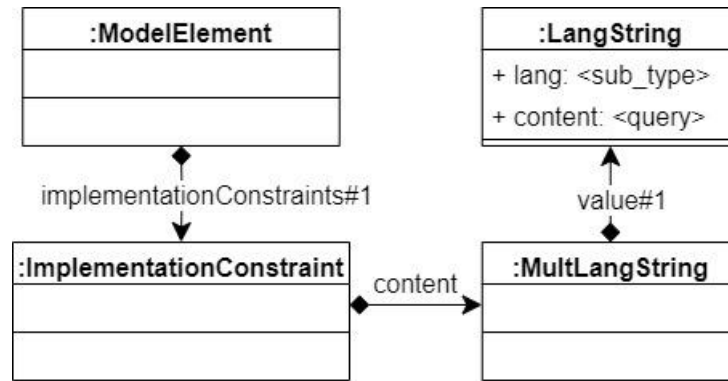 :ModelElement
:LangString
+ lang: <sub_type>
+ content: <query>
implementationConstraints#1
value#1
:ImplementationConstraint
content
:MultLangString